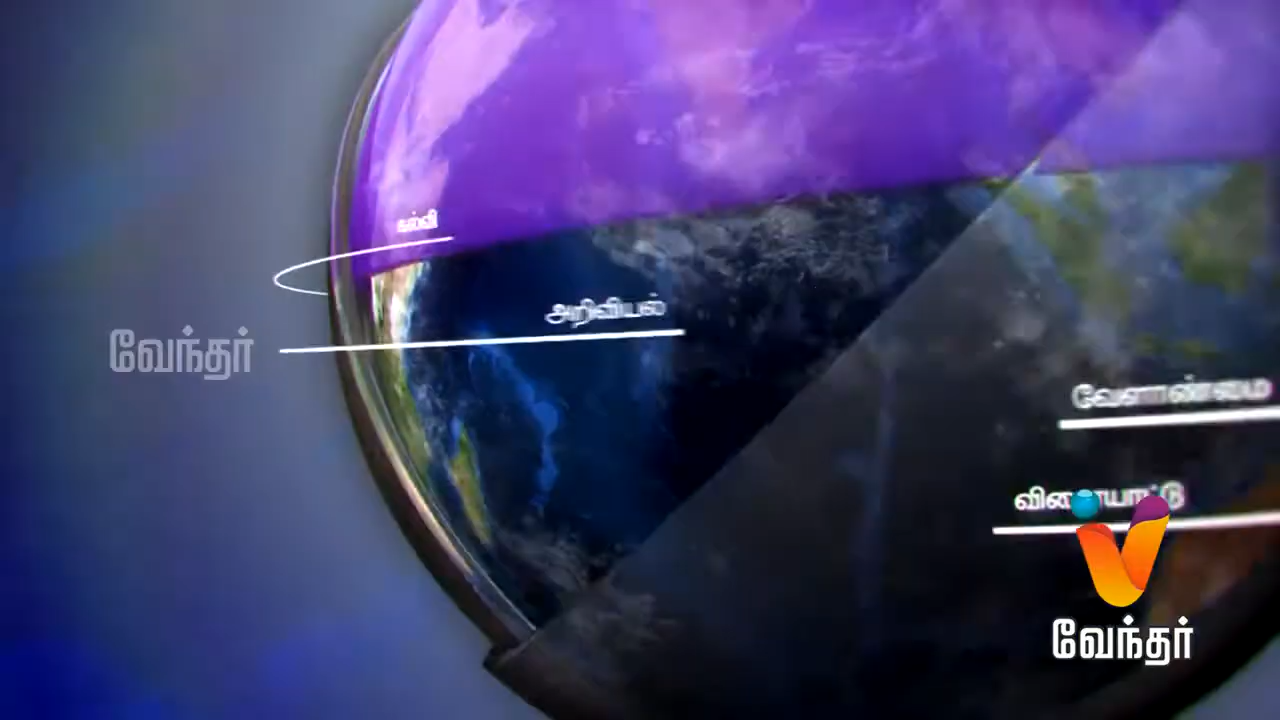 கல்வி
அறிவியல்
வேந்தர்
வேளாண்மை
விளையாட்டு
வேந்தர்